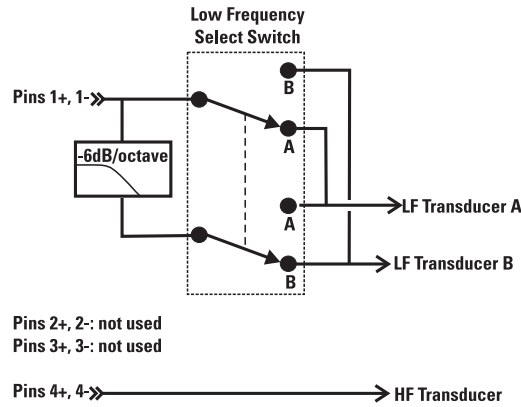 Low Frequency
Select Switch
B
Pins 1+, 1-
A
-6dB/octave
A
LF Transducer A
LF Transducer B
B
Pins 2+, 2-: not used
Pins 3+, 3-: not used
Pins 4+, 4-
HF Transducer